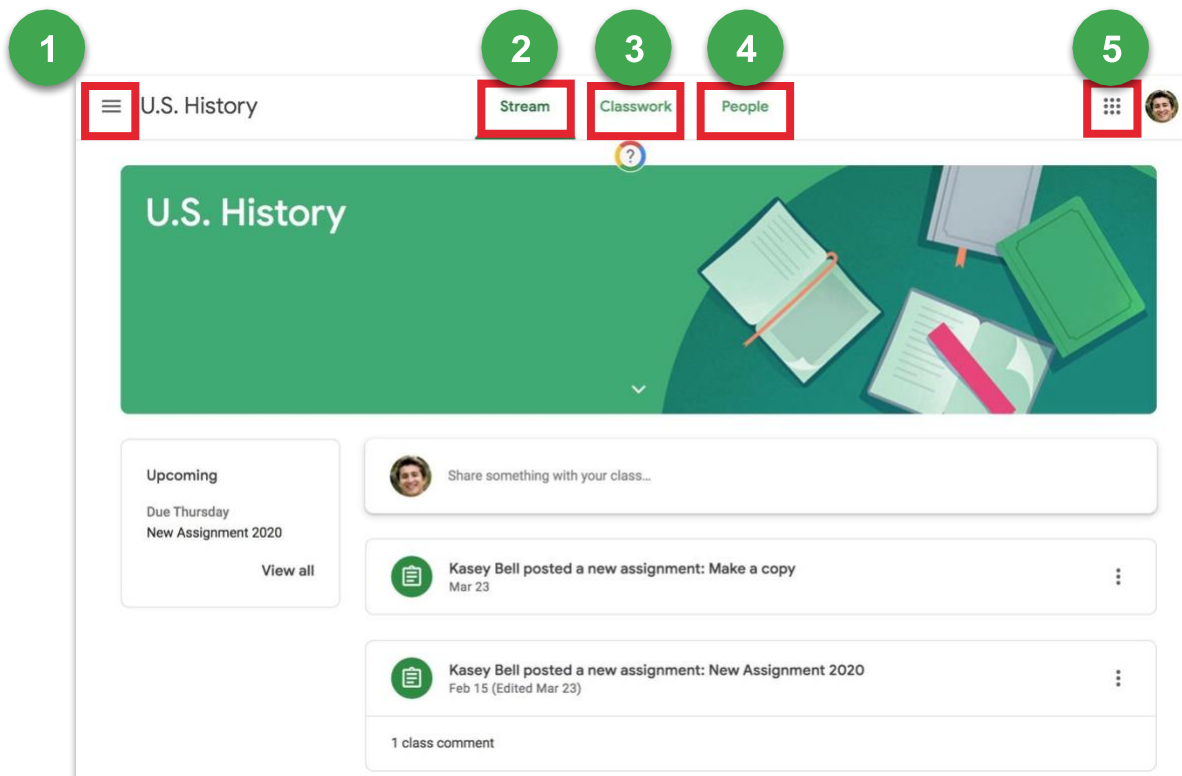 1
2
3
4
5
U.S. History
Stream
Classwork
People
?
U.S. History
Upcoming
Due Thursday
New Assignment 2020
View all
Share something with your class...
Kasey Bell posted a new assignment: Make a copy
Mar 23
Kasey Bell posted a new assignment: New Assignment 2020
Feb 15 (Edited Mar 23)
1 class comment